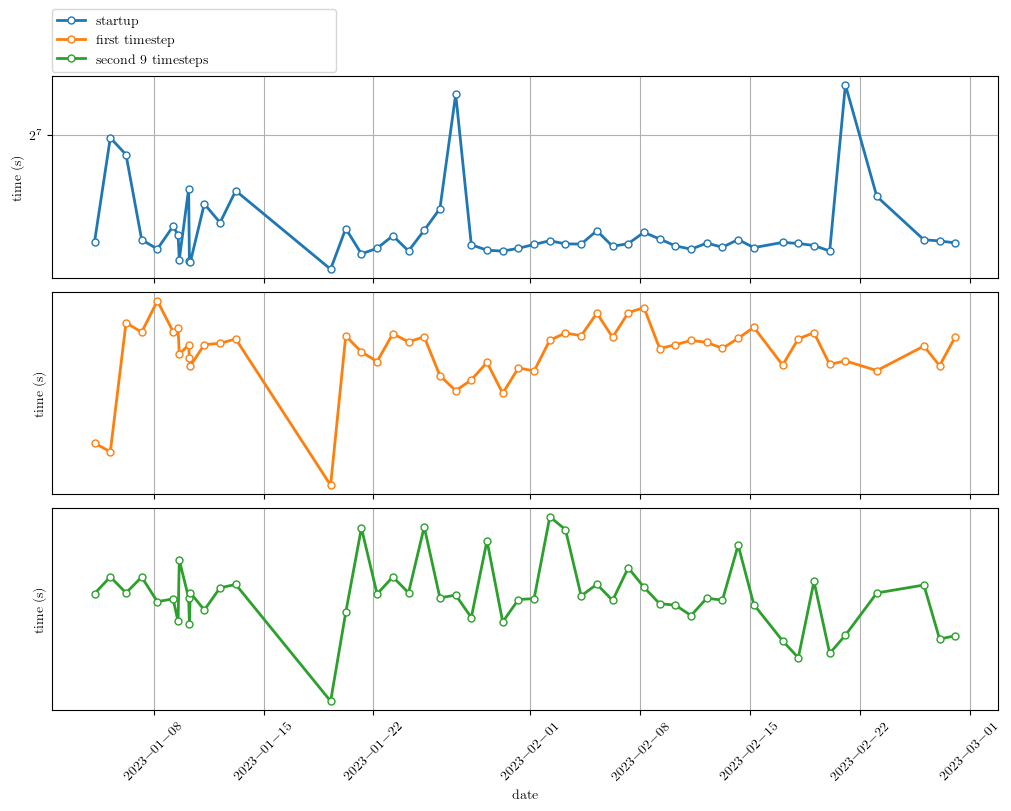 startup
first timestep
second 9 timesteps
2^7
time (s)
time (s)
time (s)
2023−01−08
2023−01−15
2023−01−22
2023−02−01
2023−02−08
2023−02−15
2023−02−22
2023−03−01
date